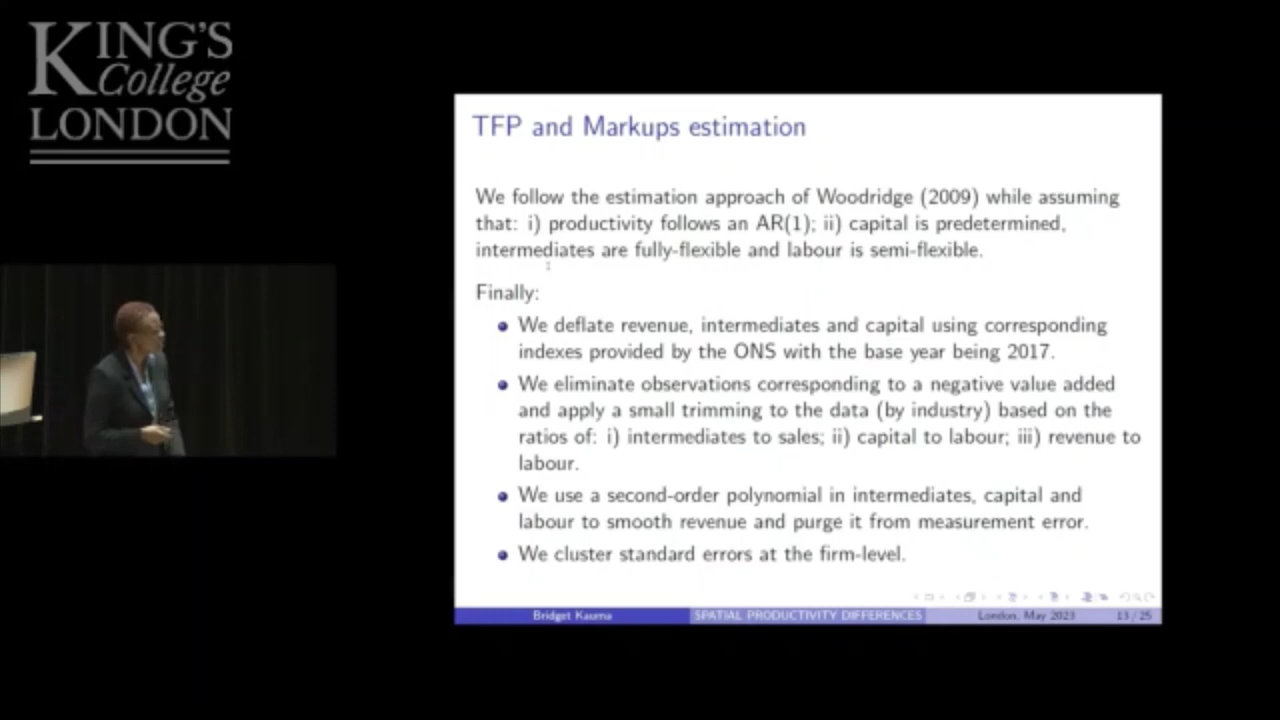 KING'S
College
LONDON
TFP and Markups estimation
We follow the estimation approach of Woodridge (2009) while assuming
that: i) productivity follows an AR(1); ii) capital is predetermined,
intermediates are fully-flexible and labour is semi-flexible.
Finally:
We deflate revenue, intermediates and capital using corresponding
indexes provided by the ONS with the base year being 2017.
We eliminate observations corresponding to a negative value added
and apply a small trimming to the data (by industry) based on the
ratios of: i) intermediates to sales; ii) capital to labour; iii) revenue to
labour.
We use a second-order polynomial in intermediates, capital and
labour to smooth revenue and purge it from measurement error.
We cluster standard errors at the firm-level.
Bridget Kauma SPATIAL PRODUCTIVITY DIFFERENCES London, May 2023 13 / 25